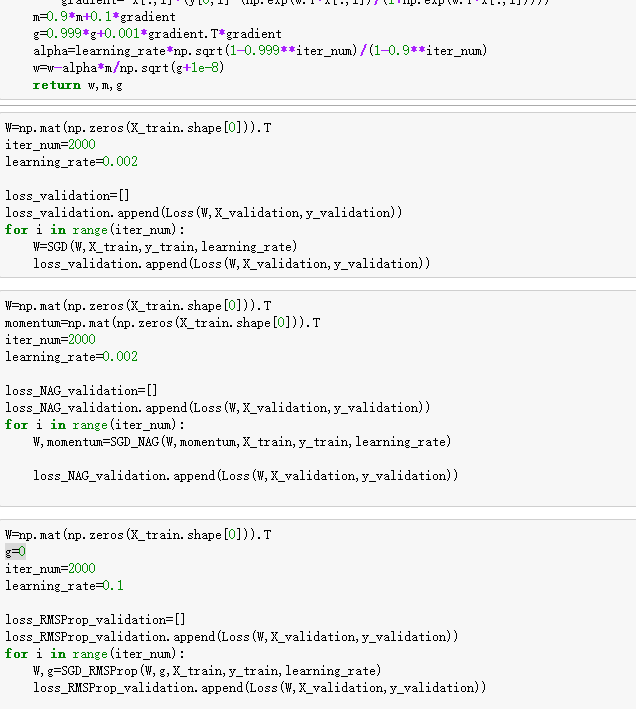 m=0.9*m+0.1*gradient
g=0.999*g+0.001*gradient.T*gradient
alpha=learning_rate*np.sqrt(1-0.999**iter_num)/(1-0.9**iter_num)
w=w-alpha*m/np.sqrt(g+1e-8)
return w,m,g
W=np.mat(np.zeros(X_train.shape[0])).T
iter_num=2000
learning_rate=0.002
loss_validation=[]
loss_validation.append(Loss(W,X_validation,y_validation))
for i in range(iter_num):
W=SGD(W,X_train,y_train,learning_rate)
loss_validation.append(Loss(W,X_validation,y_validation))
W=np.mat(np.zeros(X_train.shape[0])).T
momentum=np.mat(np.zeros(X_train.shape[0])).T
iter_num=2000
learning_rate=0.002
loss_NAG_validation=[]
loss_NAG_validation.append(Loss(W,X_validation,y_validation))
for i in range(iter_num):
W,momentum=SGD_NAG(W,momentum,X_train,y_train,learning_rate)
loss_NAG_validation.append(Loss(W,X_validation,y_validation))
W=np.mat(np.zeros(X_train.shape[0])).T
g=0
iter_num=2000
learning_rate=0.1
loss_RMSProp_validation=[]
loss_RMSProp_validation.append(Loss(W,X_validation,y_validation))
for i in range(iter_num):
W,g=SGD_RMSProp(W,g,X_train,y_train,learning_rate)
loss_RMSProp_validation.append(Loss(W,X_validation,y_validation))